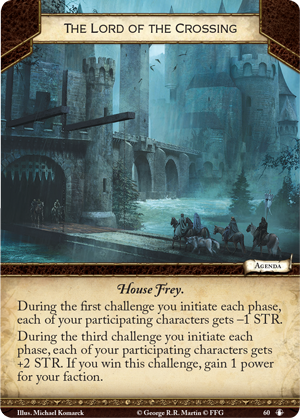 The Lord of the Crossing
Agenda
House Frey.
During the first challenge you initiate each phase,
each of your participating characters gets –1 STR.
During the third challenge you initiate each
phase, each of your participating characters gets
+2 STR. If you win this challenge, gain 1 power
for your faction.
Illus. Michael Komarck © George R.R. Martin © FFG 60